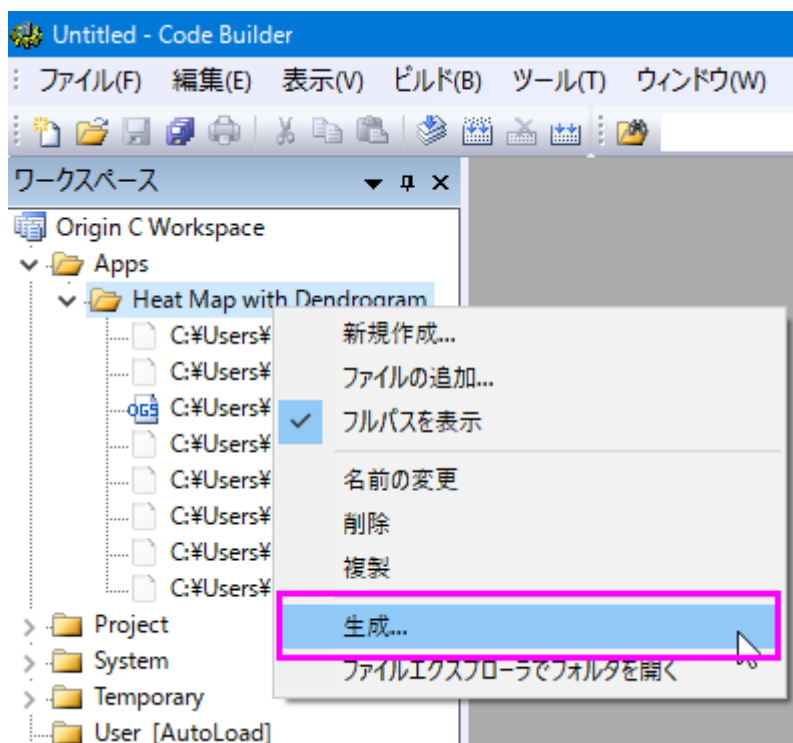 Untitled - Code Builder
ファイル(F) 編集(E) 表示(V) ビルド(B) ツール(T) ウィンドウ(W)
ワークスペース
Origin C Workspace
Apps
Heat Map with Dendrogram
C:¥Users¥
C:¥Users¥
OGS C:¥Users¥
C:¥Users¥
C:¥Users¥
C:¥Users¥
C:¥Users¥
C:¥Users¥
Project
System
Temporary
User [AutoLoad]
新規作成...
ファイルの追加...
フルパスを表示
名前の変更
削除
複製
生成...
ファイルエクスプローラでフォルダを開く